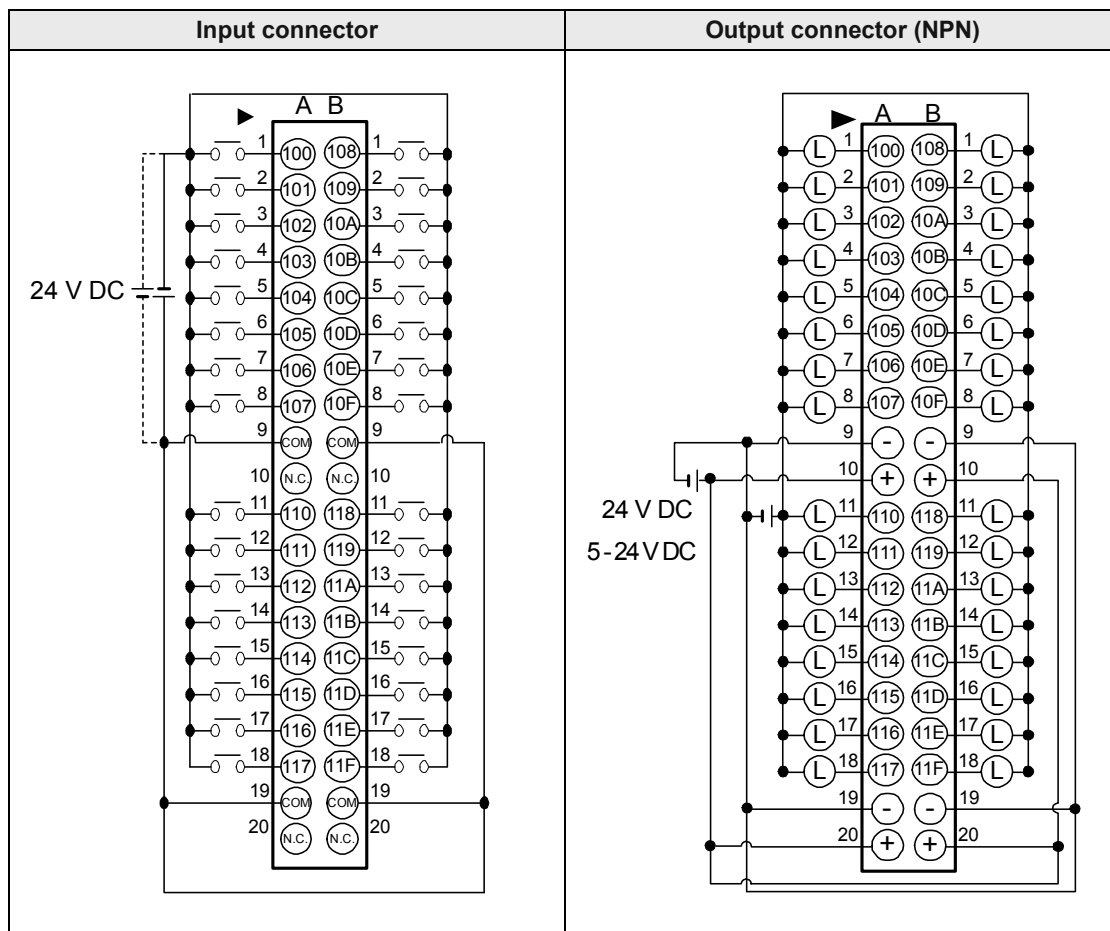 Input connector
Output connector (NPN)
A B
1 100 108 1
2 101 109 2
3 102 10A 3
4 103 10B 4
24 V DC
5 104 10C 5
6 105 10D 6
7 106 10E 7
8 107 10F 8
9 COM COM 9
10 N.C. N.C. 10
11 110 118 11
12 111 119 12
13 112 11A 13
14 113 11B 14
15 114 11C 15
16 115 11D 16
17 116 11E 17
18 117 11F 18
19 COM COM 19
20 N.C. N.C. 20
A B
L 1 100 108 1 L
L 2 101 109 2 L
L 3 102 10A 3 L
L 4 103 10B 4 L
L 5 104 10C 5 L
L 6 105 10D 6 L
L 7 106 10E 7 L
L 8 107 10F 8 L
9 - - 9
10 + + 10
24 V DC
L 11 110 118 11 L
5-24 V DC
L 12 111 119 12 L
L 13 112 11A 13 L
L 14 113 11B 14 L
L 15 114 11C 15 L
L 16 115 11D 16 L
L 17 116 11E 17 L
L 18 117 11F 18 L
19 - - 19
20 + + 20